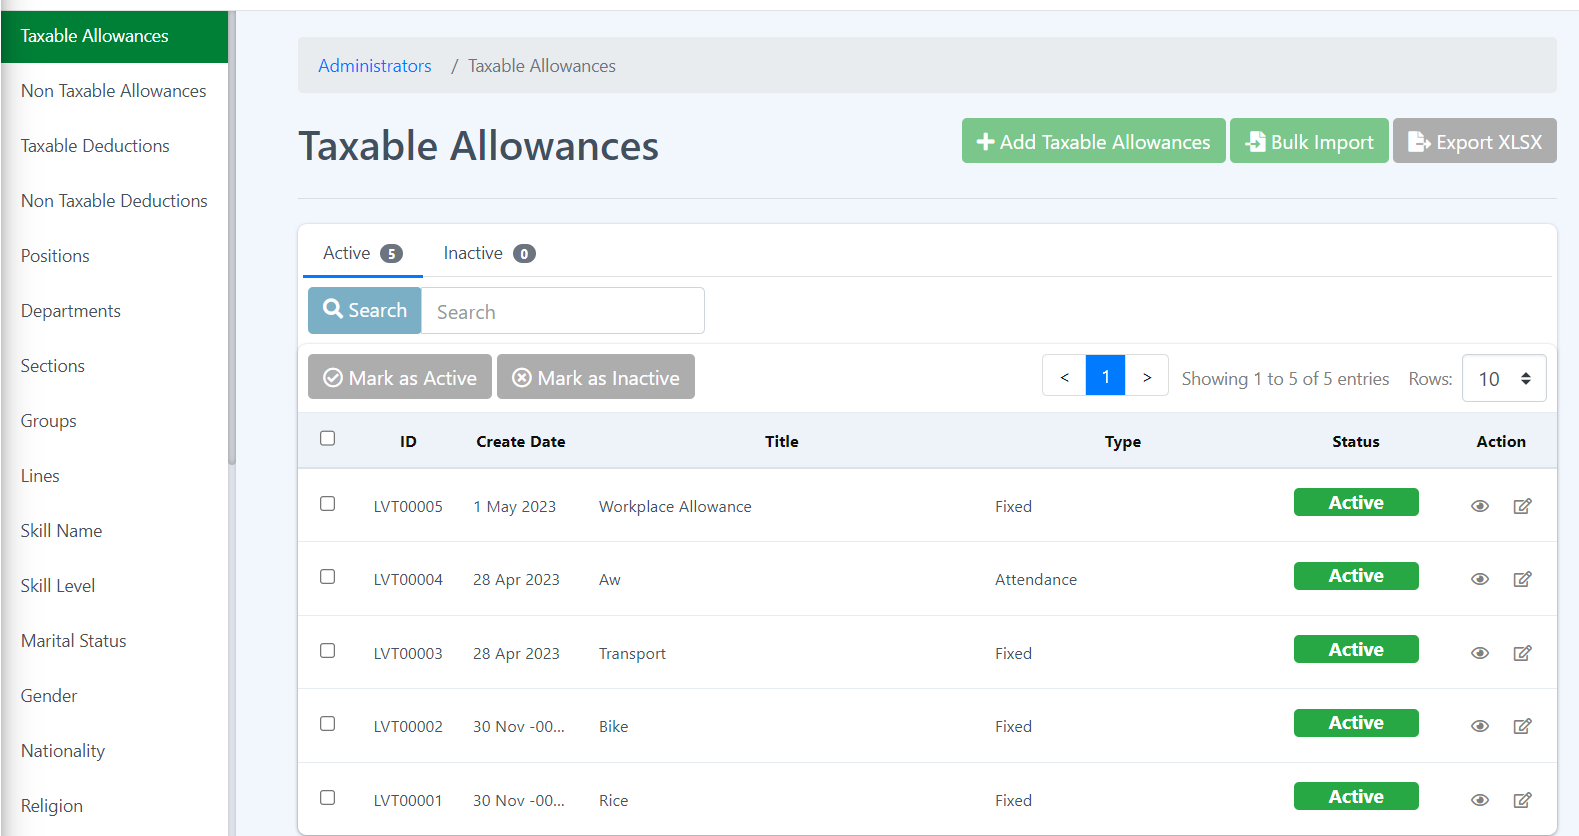 Taxable Allowances
Non Taxable Allowances
Taxable Deductions
Non Taxable Deductions
Positions
Departments
Sections
Groups
Lines
Skill Name
Skill Level
Marital Status
Gender
Nationality
Religion
Administrators / Taxable Allowances
Taxable Allowances
Add Taxable Allowances Bulk Import Export XLSX
Active 5 Inactive 0
Search Search
Mark as Active Mark as Inactive < 1 > Showing 1 to 5 of 5 entries Rows: 10
ID Create Date Title Type Status Action
LVT00005 1 May 2023 Workplace Allowance Fixed Active
LVT00004 28 Apr 2023 Aw Attendance Active
LVT00003 28 Apr 2023 Transport Fixed Active
LVT00002 30 Nov -00... Bike Fixed Active
LVT00001 30 Nov -00... Rice Fixed Active